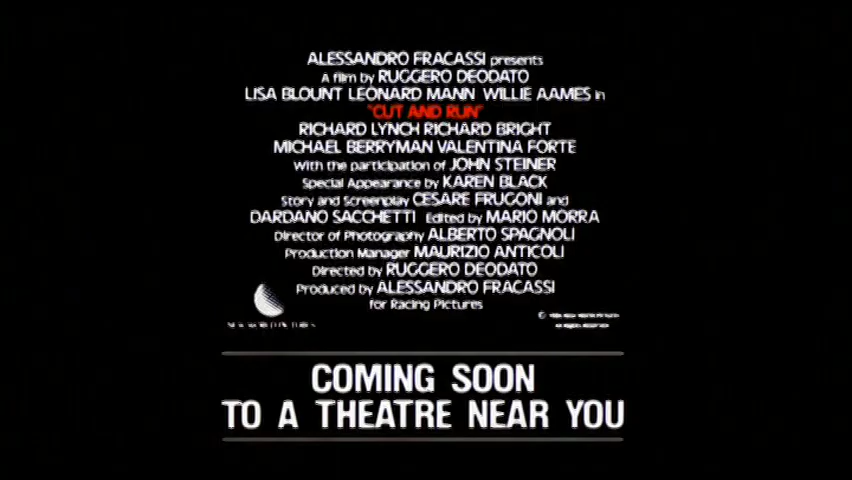 ALESSANDRO FRACASSI presents
A film by RUGGERO DEODATO
LISA BLOUNT LEONARD MANN WILLIE AAMES in
"CUT AND RUN"
RICHARD LYNCH RICHARD BRIGHT
MICHAEL BERRYMAN VALENTINA FORTE
With the participation of JOHN STEINER
Special Appearance by KAREN BLACK
Story and Screenplay CESARE FRUGONI and
DARDANO SACCHETTI Edited by MARIO MORRA
Director of Photography ALBERTO SPAGNOLI
Production Manager MAURIZIO ANTICOLI
Directed by RUGGERO DEODATO
Produced by ALESSANDRO FRACASSI
for Racing Pictures
COMING SOON
TO A THEATRE NEAR YOU